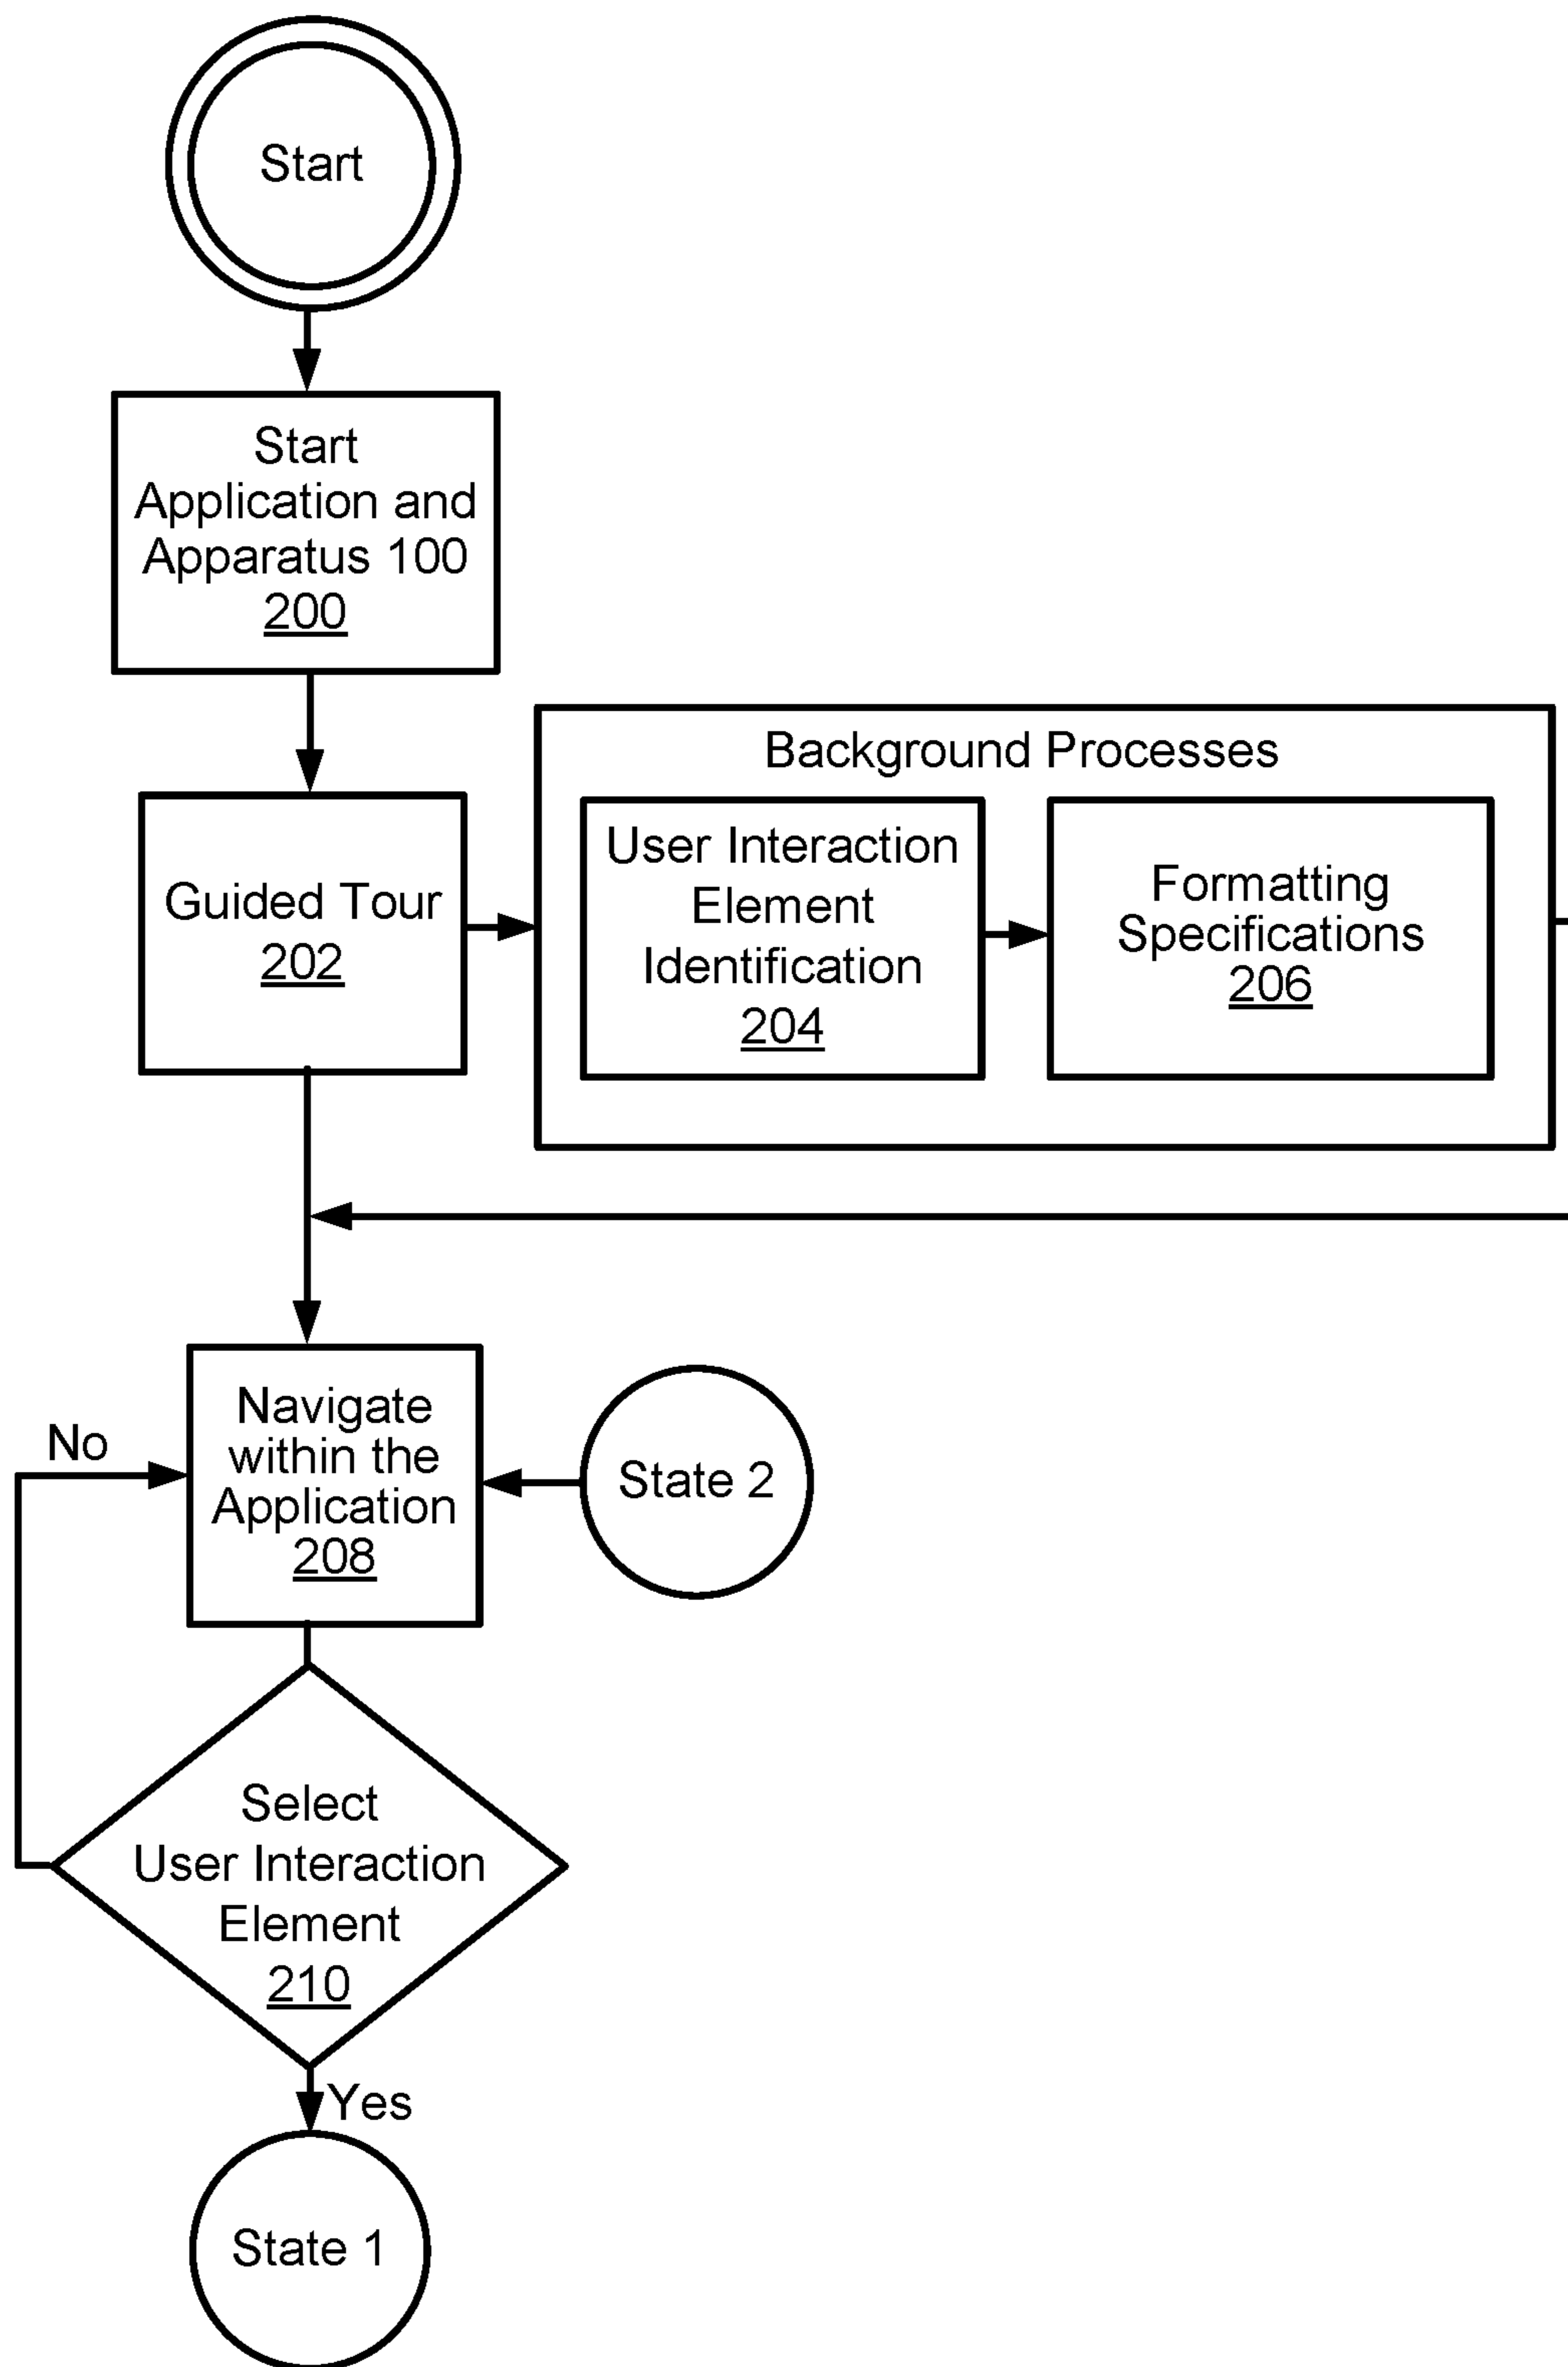 Start
Start
Application and
Apparatus 100
200
Background Processes
Guided Tour
202
User Interaction
Element
Identification
204
Formatting
Specifications
206
No
Navigate
within the
Application
208
State 2
Select
User Interaction
Element
210
Yes
State 1